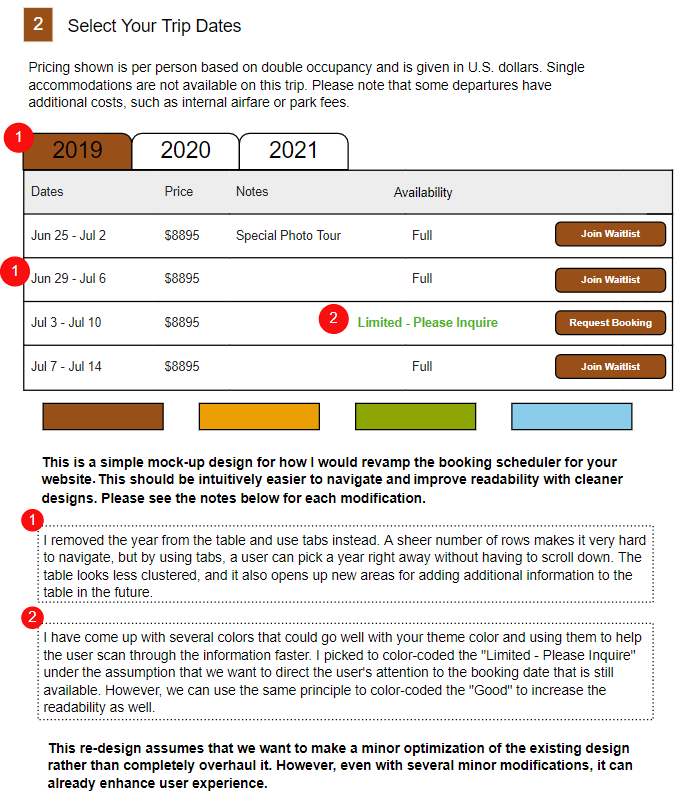 2 Select Your Trip Dates
Pricing shown is per person based on double occupancy and is given in U.S. dollars. Single
accommodations are not available on this trip. Please note that some departures have
additional costs, such as internal airfare or park fees.
1 2019 2020 2021
Dates Price Notes Availability
Jun 25 - Jul 2 $8895 Special Photo Tour Full Join Waitlist
1 Jun 29 - Jul 6 $8895 Full Join Waitlist
Jul 3 - Jul 10 $8895 2 Limited - Please Inquire Request Booking
Jul 7 - Jul 14 $8895 Full Join Waitlist
This is a simple mock-up design for how I would revamp the booking scheduler for your
website. This should be intuitively easier to navigate and improve readability with cleaner
designs. Please see the notes below for each modification.
1
I removed the year from the table and use tabs instead. A sheer number of rows makes it very hard
to navigate, but by using tabs, a user can pick a year right away without having to scroll down. The
table looks less clustered, and it also opens up new areas for adding additional information to the
table in the future.
2
I have come up with several colors that could go well with your theme color and using them to help
the user scan through the information faster. I picked to color-coded the "Limited - Please Inquire"
under the assumption that we want to direct the user's attention to the booking date that is still
available. However, we can use the same principle to color-coded the "Good" to increase the
readability as well.
This re-design assumes that we want to make a minor optimization of the existing design
rather than completely overhaul it. However, even with several minor modifications, it can
already enhance user experience.